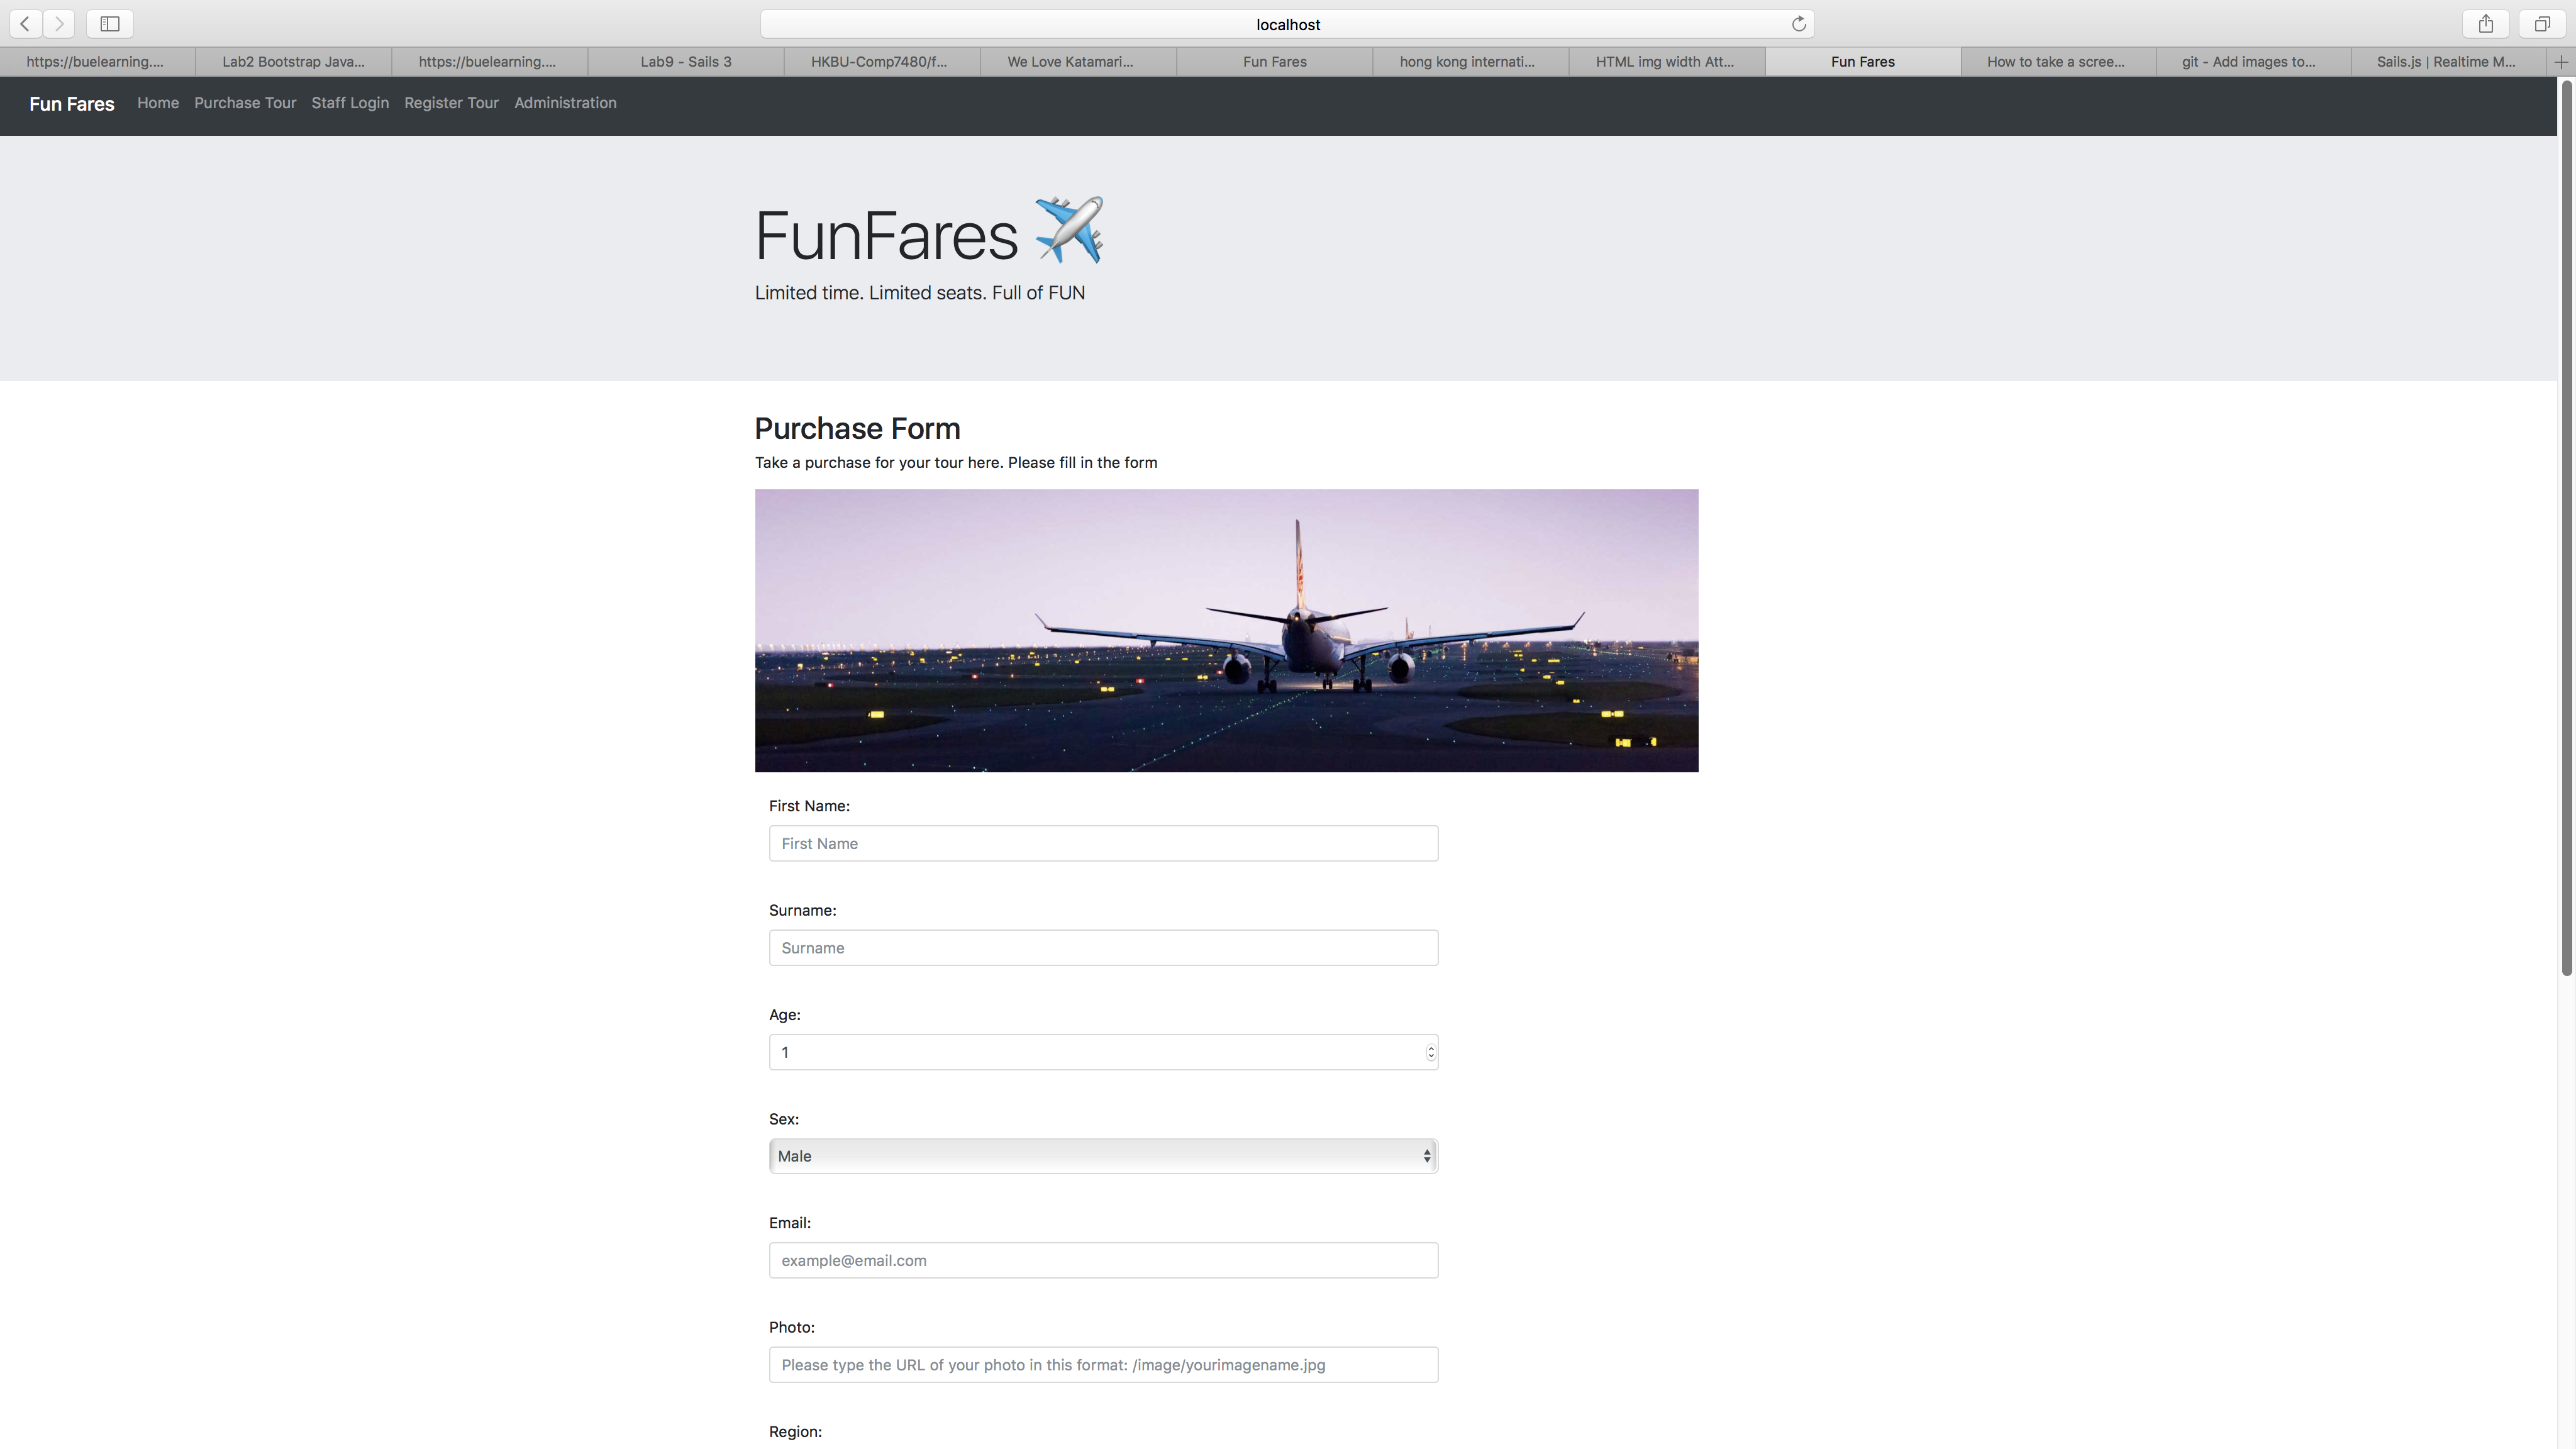 localhost
https://buelearning.... Lab2 Bootstrap Java... https://buelearning.... Lab9 - Sails 3 HKBU-Comp7480/f... We Love Katamari... Fun Fares hong kong internati... HTML img width Att... Fun Fares How to take a scree... git - Add images to... Sails.js | Realtime M...
Fun Fares Home Purchase Tour Staff Login Register Tour Administration
FunFares ✈️
Limited time. Limited seats. Full of FUN
Purchase Form
Take a purchase for your tour here. Please fill in the form
First Name:
First Name
Surname:
Surname
Age:
1
Sex:
Male
Email:
example@email.com
Photo:
Please type the URL of your photo in this format: /image/yourimagename.jpg
Region: